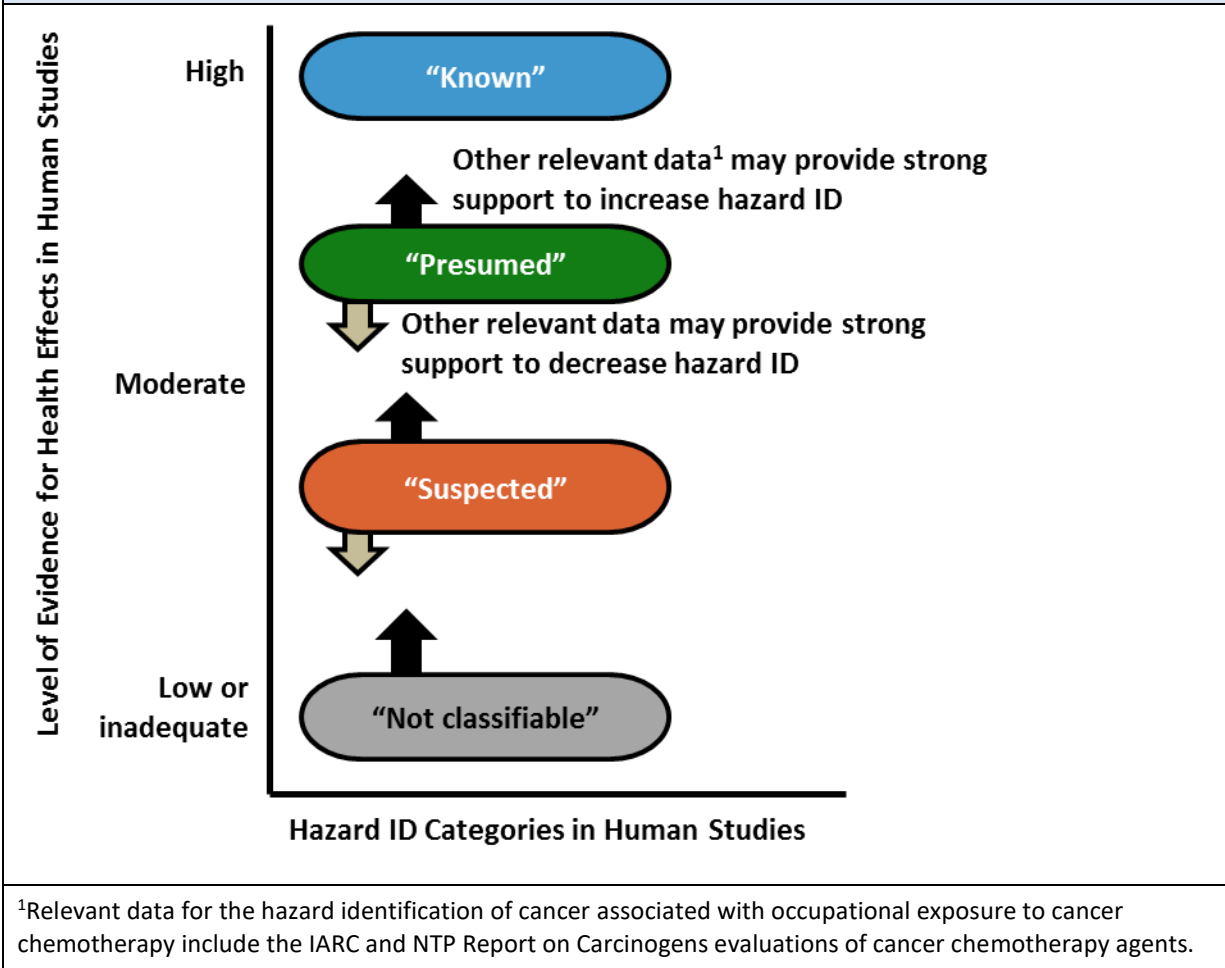 Level of Evidence for Health Effects in Human Studies
High
“Known”
Other relevant data¹ may provide strong
support to increase hazard ID
“Presumed”
Other relevant data may provide strong
support to decrease hazard ID
Moderate
“Suspected”
Low or
inadequate
“Not classifiable”
Hazard ID Categories in Human Studies
¹Relevant data for the hazard identification of cancer associated with occupational exposure to cancer
chemotherapy include the IARC and NTP Report on Carcinogens evaluations of cancer chemotherapy agents.